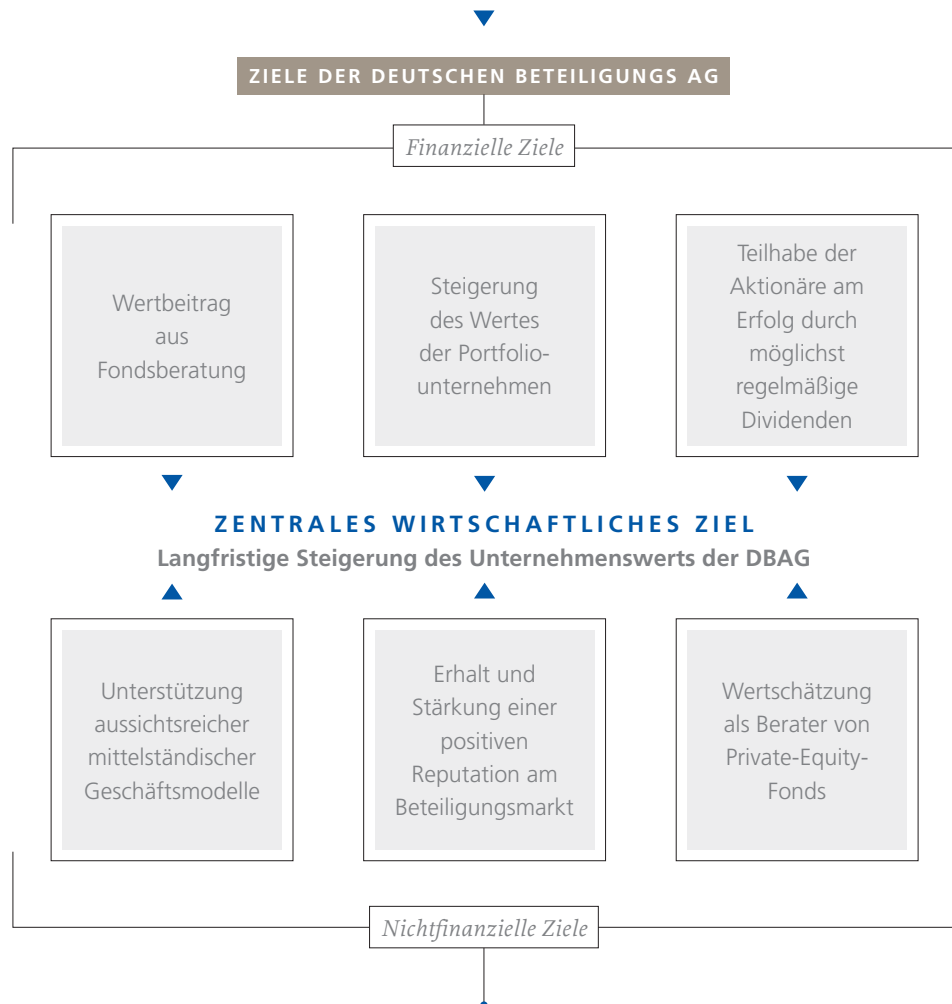 ZIELE DER DEUTSCHEN BETEILIGUNGS AG
Finanzielle Ziele
Wertbeitrag
aus
Fondsberatung
Steigerung
des Wertes
der Portfolio-
unternehmen
Teilhabe der
Aktionäre am
Erfolg durch
möglichst
regelmäßige
Dividenden
ZENTRALES WIRTSCHAFTLICHES ZIEL
Langfristige Steigerung des Unternehmenswerts der DBAG
Unterstützung
aussichtsreicher
mittelständischer
Geschäftsmodelle
Erhalt und
Stärkung einer
positiven
Reputation am
Beteiligungsmarkt
Wertschätzung
als Berater von
Private-Equity-
Fonds
Nichtfinanzielle Ziele